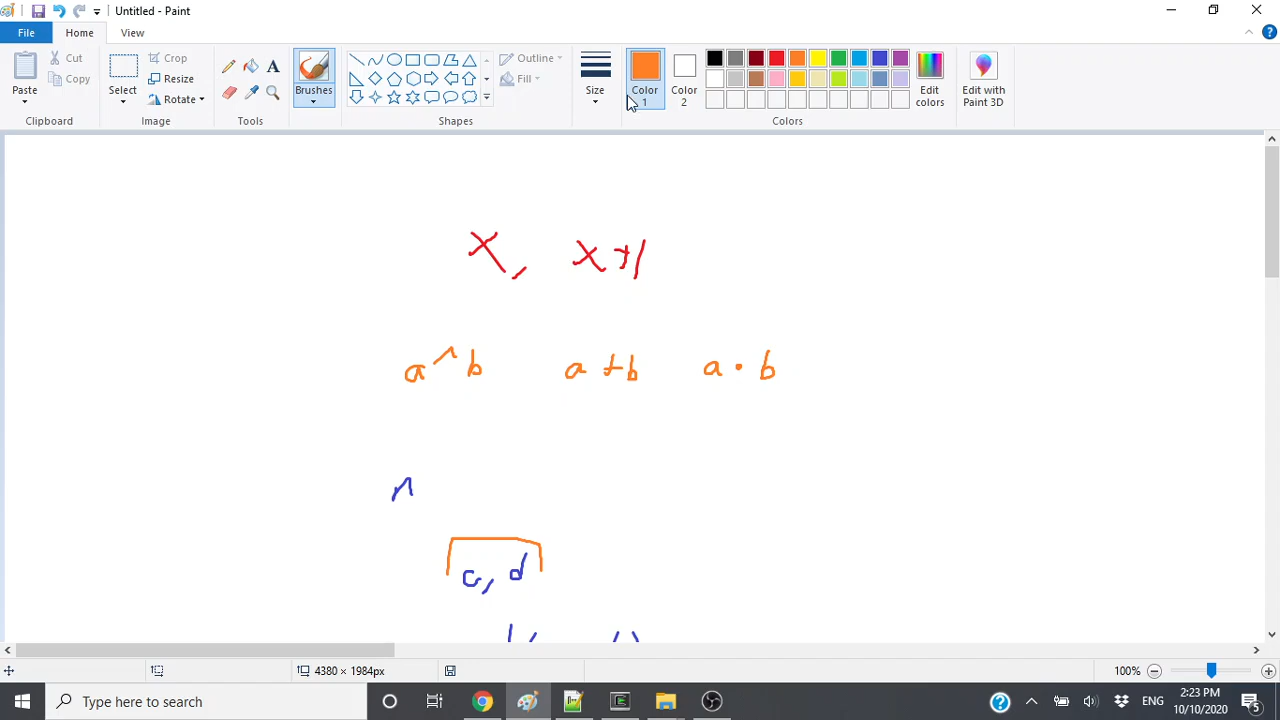 Untitled - Paint
File Home View
Paste
Cut
Copy
Clipboard
Select
Crop
Resize
Rotate
Image
A
Tools
Brushes
Shapes
Outline
Fill
Size
Color 1
Color 2
Edit colors
Colors
Edit with Paint 3D
x, x+1
a ^ b a + b a · b
^
c, d
4380 × 1984px
100%
Type here to search
ENG
2:23 PM
10/10/2020
5